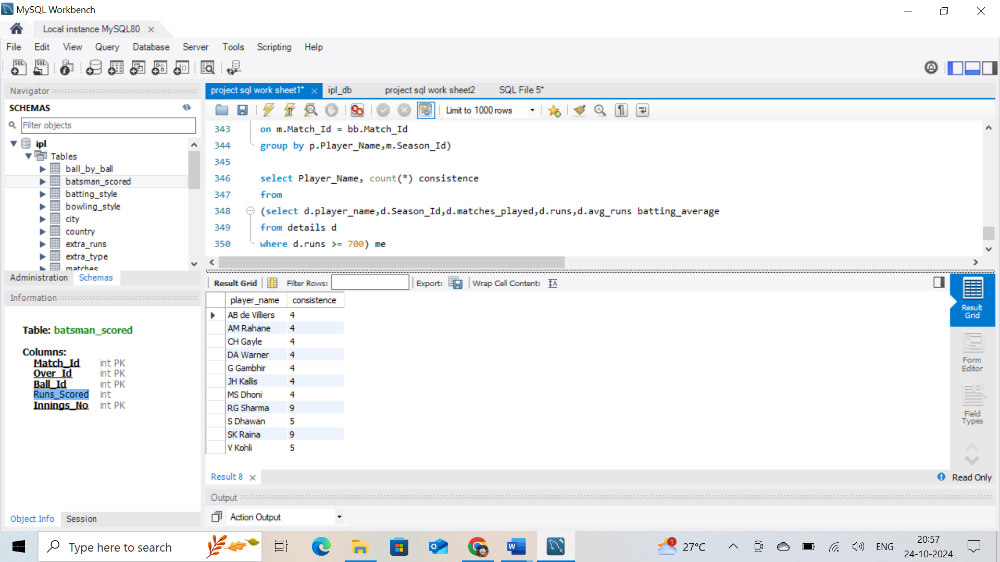 MySQL Workbench
Local instance MySQL80
File Edit View Query Database Server Tools Scripting Help
Navigator
SCHEMAS
Filter objects
ipl
Tables
ball_by_ball
batsman_scored
batting_style
bowling_style
city
country
extra_runs
extra_type
matches
Administration Schemas
Information
Table: batsman_scored
Columns:
Match_Id int PK
Over_Id int PK
Ball_Id int PK
Runs_Scored int
Innings_No int PK
Object Info Session
project sql work sheet1* ipl_db project sql work sheet2 SQL File 5*
Limit to 1000 rows
343 on m.Match_Id = bb.Match_Id
344 group by p.Player_Name,m.Season_Id)
345
346 select Player_Name, count(*) consistence
347 from
348 (select d.player_name,d.Season_Id,d.matches_played,d.runs,d.avg_runs batting_average
349 from details d
350 where d.runs >= 700) me
Result Grid Filter Rows: Export: Wrap Cell Content:
player_name consistence
AB de Villiers 4
AM Rahane 4
CH Gayle 4
DA Warner 4
G Gambhir 4
JH Kallis 4
MS Dhoni 4
RG Sharma 9
S Dhawan 5
SK Raina 9
V Kohli 5
Result Grid
Form Editor
Field Types
Result 8
Read Only
Output
Action Output
Type here to search
1
27°C
ENG
20:57
24-10-2024